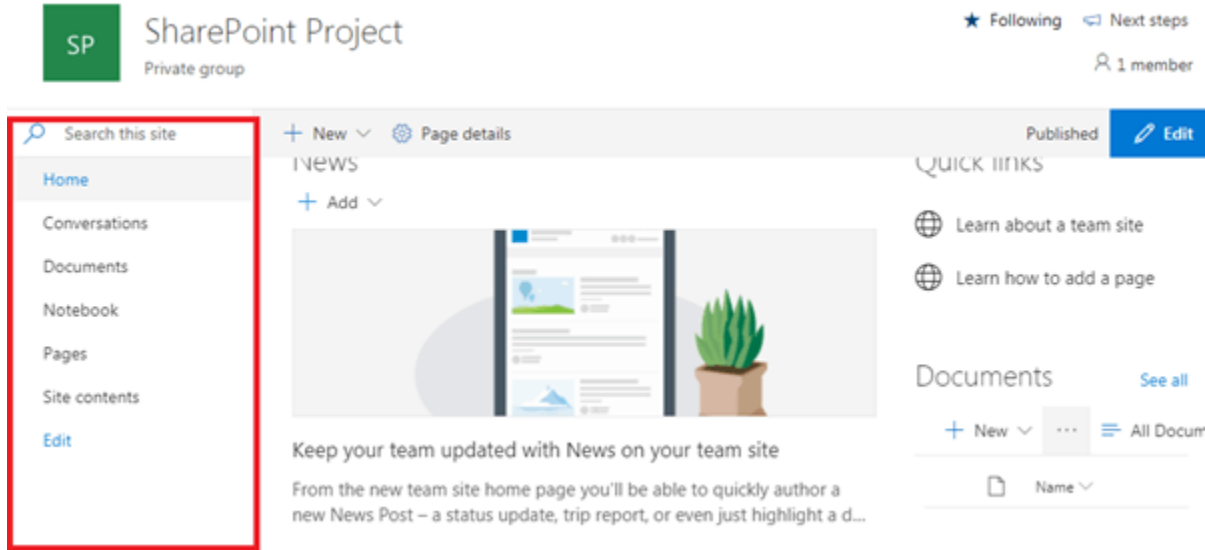 SP
SharePoint Project
Private group
Following
Next steps
1 member
Search this site
New
Page details
Published
Edit
Home
Conversations
Documents
Notebook
Pages
Site contents
Edit
News
Add
Keep your team updated with News on your team site
From the new team site home page you'll be able to quickly author a
new News Post – a status update, trip report, or even just highlight a d...
Quick links
Learn about a team site
Learn how to add a page
Documents
See all
New
All Docum
Name